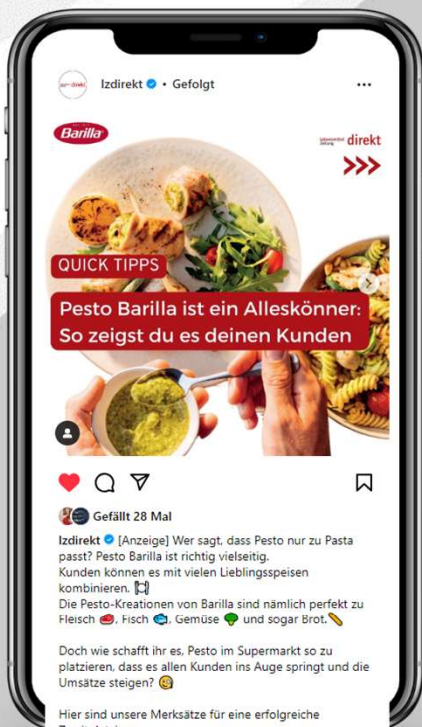 lzdirekt • Gefolgt
Barilla
Lebensmittel
Zeitung direkt
QUICK TIPPS
Pesto Barilla ist ein Alleskönner:
So zeigst du es deinen Kunden
Gefällt 28 Mal
lzdirekt [Anzeige] Wer sagt, dass Pesto nur zu Pasta
passt? Pesto Barilla ist richtig vielseitig.
Kunden können es mit vielen Lieblingsspeisen
kombinieren. 🍽️
Die Pesto-Kreationen von Barilla sind nämlich perfekt zu
Fleisch 🥩, Fisch 🐟, Gemüse 🥦 und sogar Brot.🥖
Doch wie schafft ihr es, Pesto im Supermarkt so zu
platzieren, dass es allen Kunden ins Auge springt und die
Umsätze steigen? 🤔
Hier sind unsere Merksätze für eine erfolgreiche